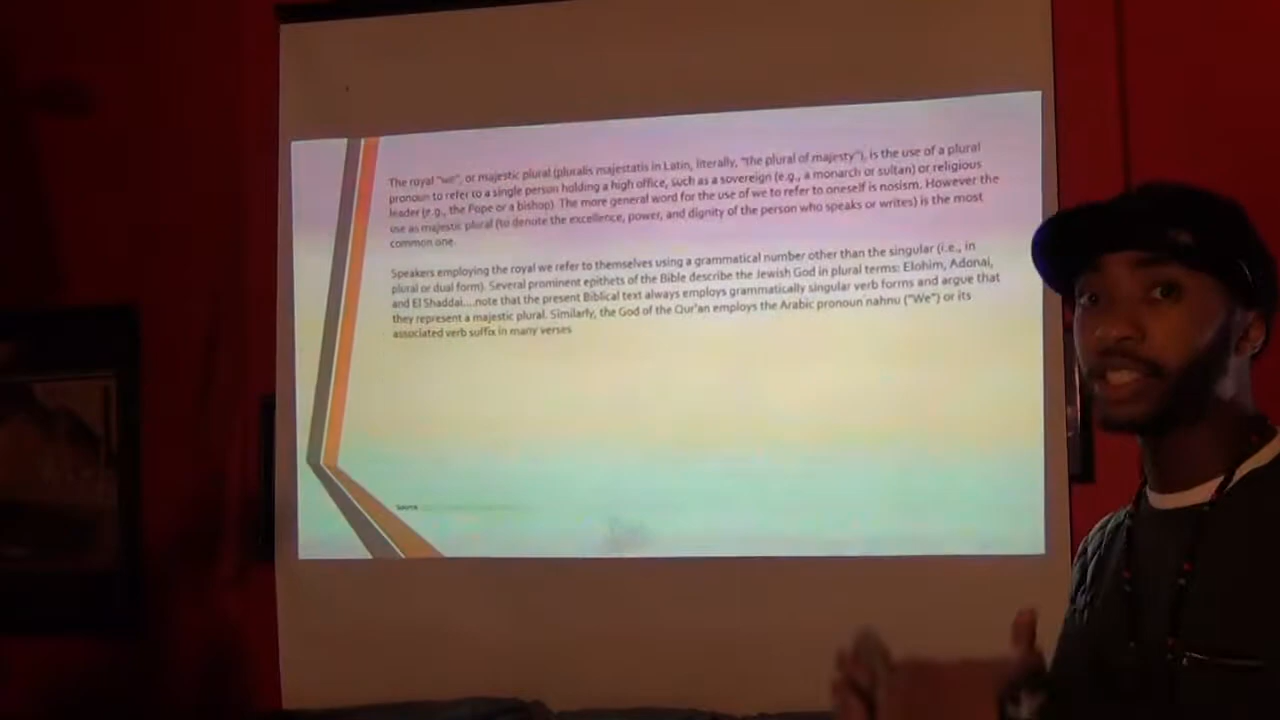 The royal "we", or majestic plural (pluralis majestatis in Latin, literally, "the plural of majesty"), is the use of a plural
pronoun to refer to a single person holding a high office, such as a sovereign (e.g., a monarch or sultan) or religious
leader (e.g., the Pope or a bishop). The more general word for the use of we to refer to oneself is nosism. However the
use as majestic plural (to denote the excellence, power, and dignity of the person who speaks or writes) is the most
common one.
Speakers employing the royal we refer to themselves using a grammatical number other than the singular (i.e., in
plural or dual form). Several prominent epithets of the Bible describe the Jewish God in plural terms: Elohim, Adonai,
and El Shaddai....note that the present Biblical text always employs grammatically singular verb forms and argue that
they represent a majestic plural. Similarly, the God of the Qur'an employs the Arabic pronoun nahnu ("We") or its
associated verb suffix in many verses
Source